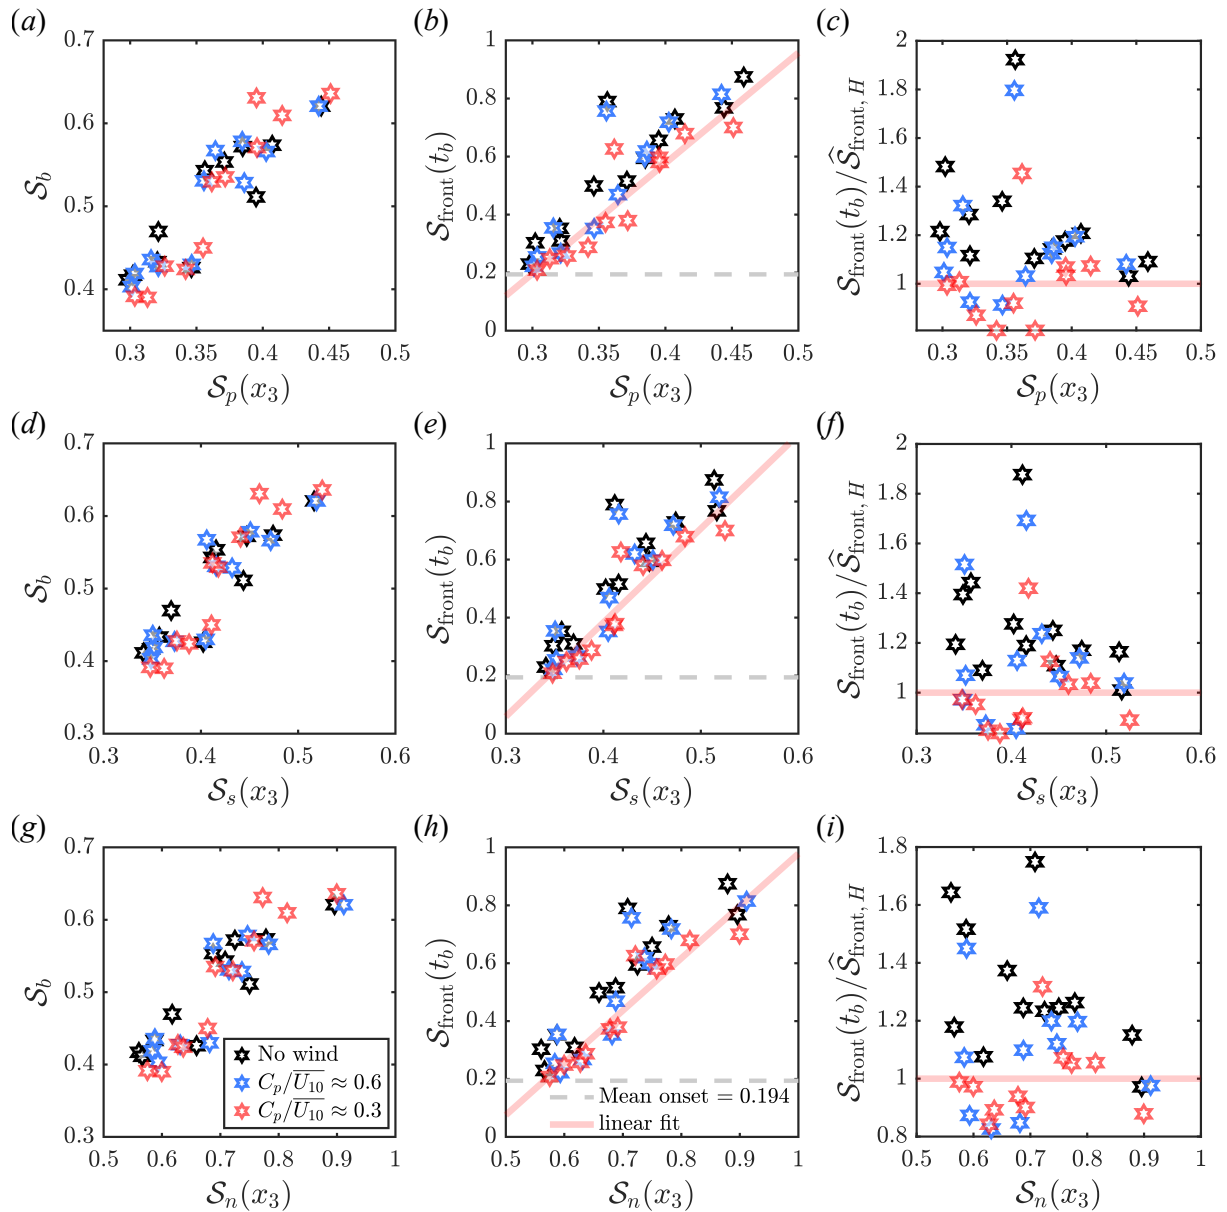 (a)
0.7
0.6
0.5
0.4
S_b
0.3 0.35 0.4 0.45 0.5
S_p(x_3)
(b)
1
0.8
0.6
0.4
0.2
0
S_front(t_b)
0.3 0.35 0.4 0.45 0.5
S_p(x_3)
(c)
2
1.8
1.6
1.4
1.2
1
S_front(t_b)/Ŝ_front, H
0.3 0.35 0.4 0.45 0.5
S_p(x_3)
(d)
0.7
0.6
0.5
0.4
0.3
S_b
0.3 0.4 0.5 0.6
S_s(x_3)
(e)
1
0.8
0.6
0.4
0.2
0
S_front(t_b)
0.3 0.4 0.5 0.6
S_s(x_3)
(f)
2
1.8
1.6
1.4
1.2
1
S_front(t_b)/Ŝ_front, H
0.3 0.4 0.5 0.6
S_s(x_3)
(g)
0.7
0.6
0.5
0.4
0.3
S_b
No wind
C_p/\overline{U_10} ≈ 0.6
C_p/\overline{U_10} ≈ 0.3
0.5 0.6 0.7 0.8 0.9 1
S_n(x_3)
(h)
1
0.8
0.6
0.4
0.2
0
S_front(t_b)
Mean onset = 0.194
linear fit
0.5 0.6 0.7 0.8 0.9 1
S_n(x_3)
(i)
1.8
1.6
1.4
1.2
1
0.8
S_front(t_b)/Ŝ_front, H
0.5 0.6 0.7 0.8 0.9 1
S_n(x_3)